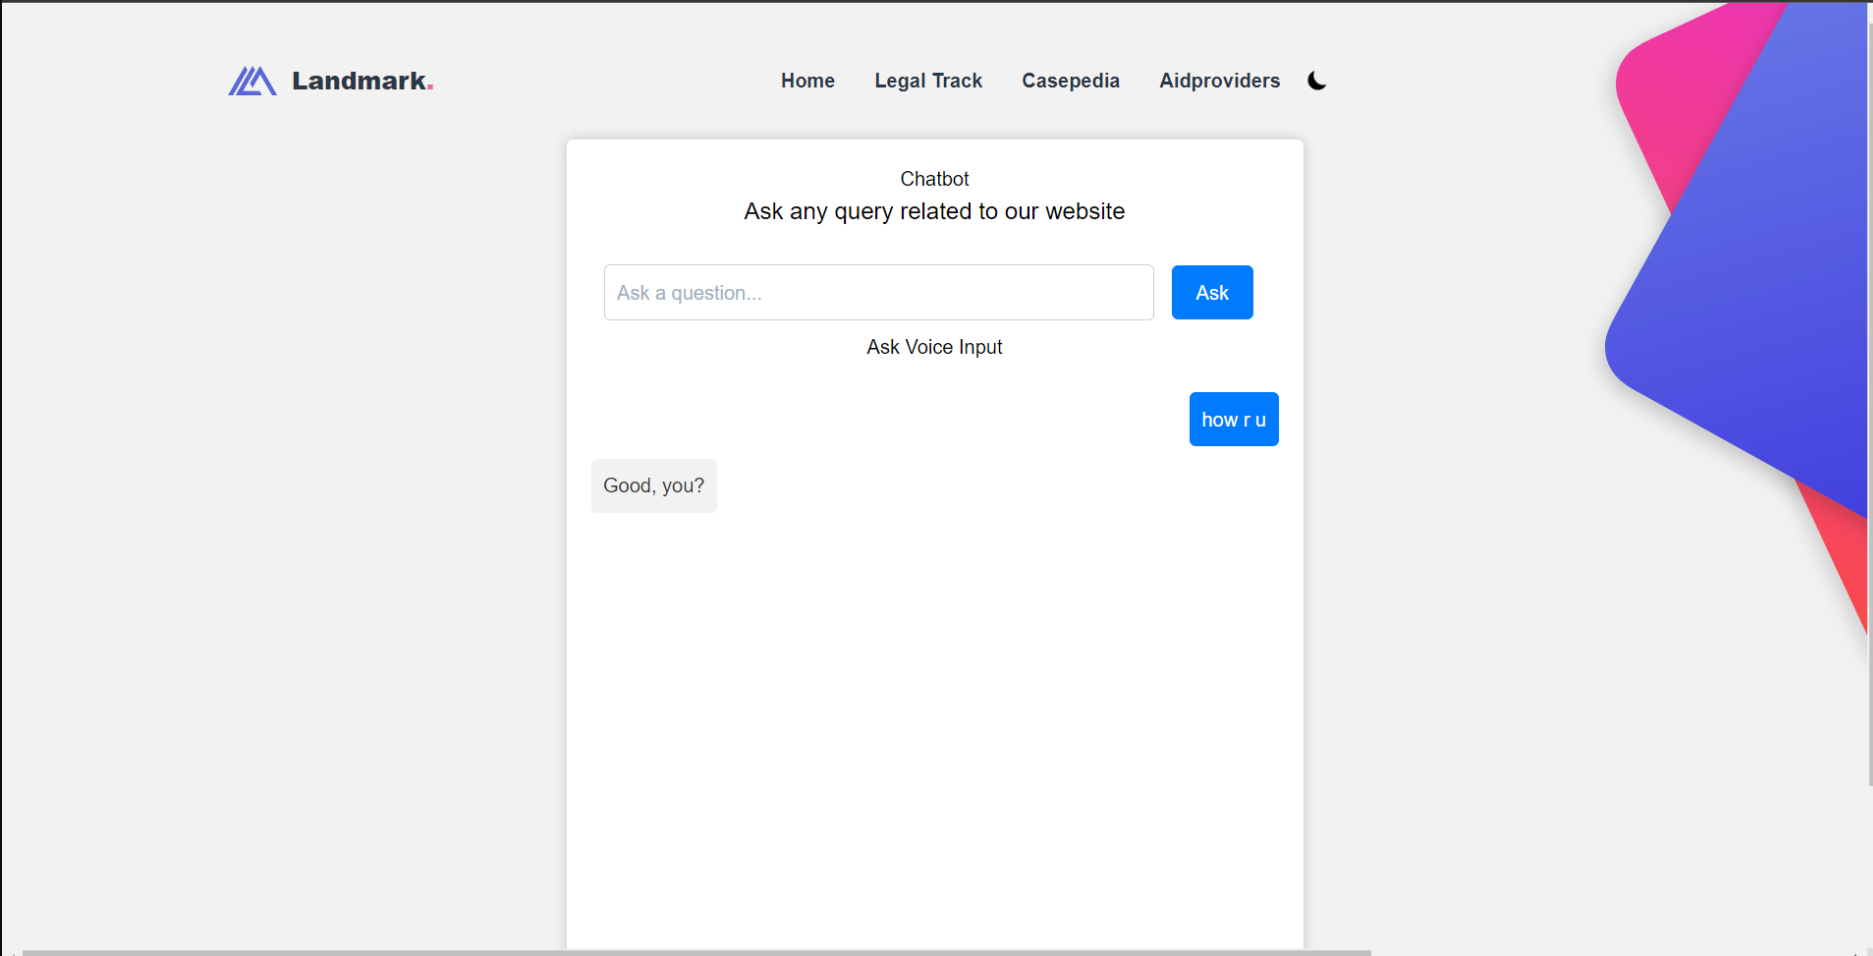 Landmark.
Home Legal Track Casepedia Aidproviders
Chatbot
Ask any query related to our website
Ask a question... Ask
Ask Voice Input
how r u
Good, you?